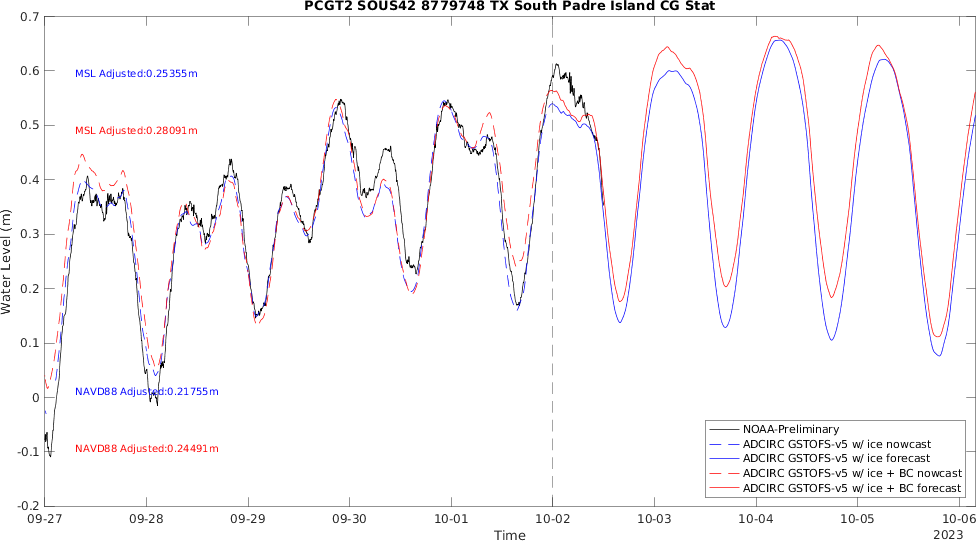 PCGT2 SOUS42 8779748 TX South Padre Island CG Stat
0.7
0.6
0.5
0.4
0.3
0.2
0.1
0
-0.1
-0.2
Water Level (m)
MSL Adjusted:0.25355m
MSL Adjusted:0.28091m
NAVD88 Adjusted:0.21755m
NAVD88 Adjusted:0.24491m
NOAA-Preliminary
ADCIRC GSTOFS-v5 w/ ice nowcast
ADCIRC GSTOFS-v5 w/ ice forecast
ADCIRC GSTOFS-v5 w/ ice + BC nowcast
ADCIRC GSTOFS-v5 w/ ice + BC forecast
09-27 09-28 09-29 09-30 10-01 10-02 10-03 10-04 10-05 10-06
Time
2023